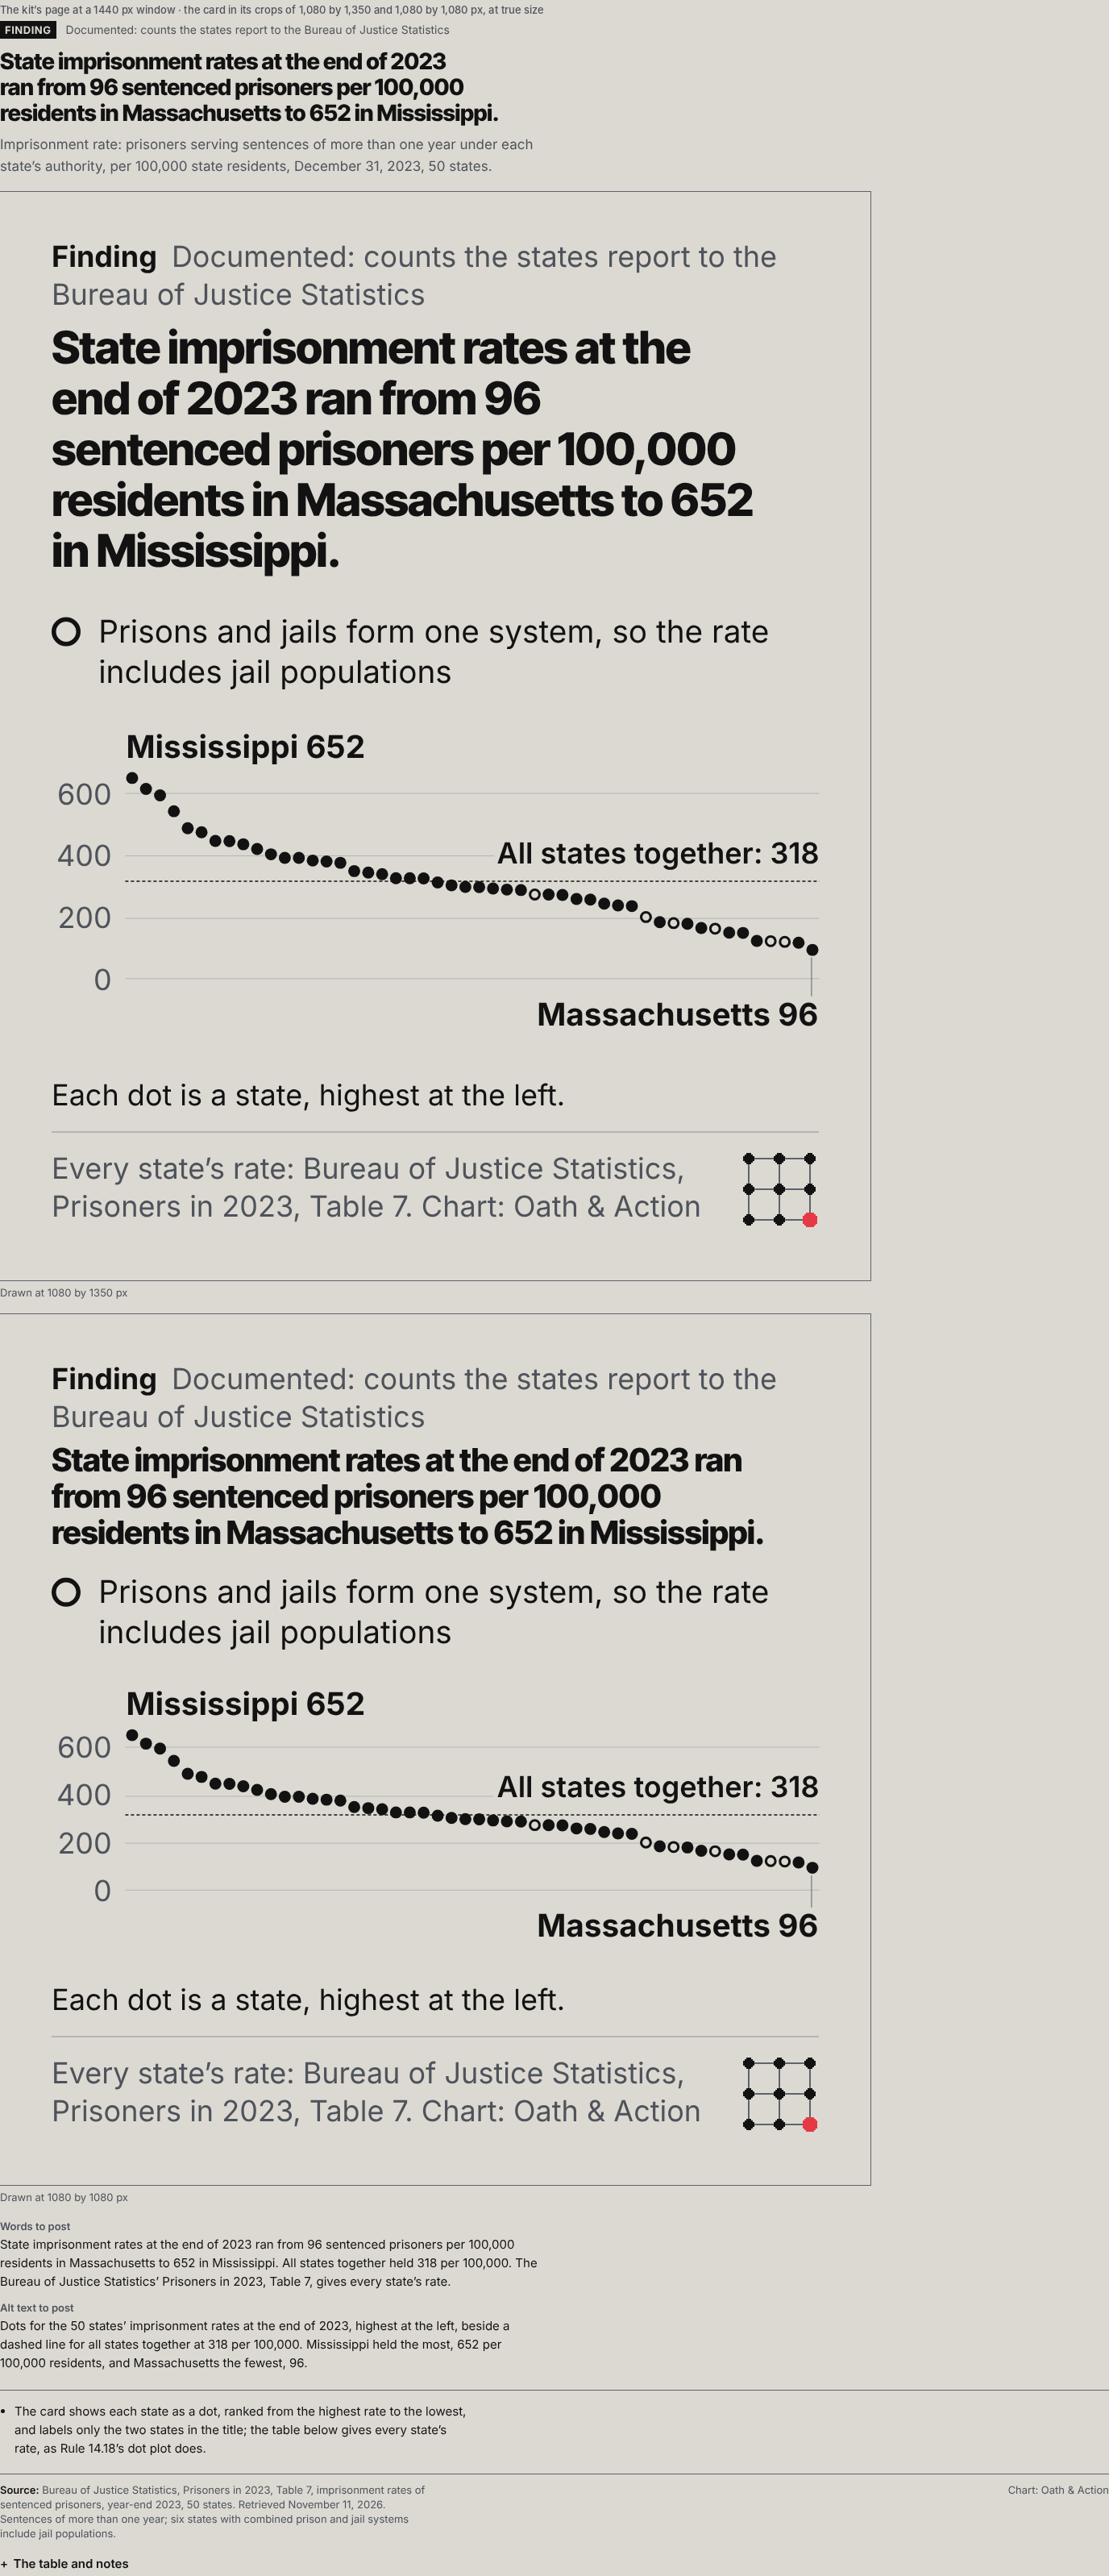 The kit's page at a 1440 px window · the card in its crops of 1,080 by 1,350 and 1,080 by 1,080 px, at true size
FINDING Documented: counts the states report to the Bureau of Justice Statistics
State imprisonment rates at the end of 2023
ran from 96 sentenced prisoners per 100,000
residents in Massachusetts to 652 in Mississippi.
Imprisonment rate: prisoners serving sentences of more than one year under each
state’s authority, per 100,000 state residents, December 31, 2023, 50 states.
Finding Documented: counts the states report to the
Bureau of Justice Statistics
State imprisonment rates at the
end of 2023 ran from 96
sentenced prisoners per 100,000
residents in Massachusetts to 652
in Mississippi.
Prisons and jails form one system, so the rate
includes jail populations
Mississippi 652
600
400
All states together: 318
200
0
Massachusetts 96
Each dot is a state, highest at the left.
Every state’s rate: Bureau of Justice Statistics,
Prisoners in 2023, Table 7. Chart: Oath & Action
Drawn at 1080 by 1350 px
Finding Documented: counts the states report to the
Bureau of Justice Statistics
State imprisonment rates at the end of 2023 ran
from 96 sentenced prisoners per 100,000
residents in Massachusetts to 652 in Mississippi.
Prisons and jails form one system, so the rate
includes jail populations
Mississippi 652
600
400
All states together: 318
200
0
Massachusetts 96
Each dot is a state, highest at the left.
Every state’s rate: Bureau of Justice Statistics,
Prisoners in 2023, Table 7. Chart: Oath & Action
Drawn at 1080 by 1080 px
Words to post
State imprisonment rates at the end of 2023 ran from 96 sentenced prisoners per 100,000
residents in Massachusetts to 652 in Mississippi. All states together held 318 per 100,000. The
Bureau of Justice Statistics’ Prisoners in 2023, Table 7, gives every state’s rate.
Alt text to post
Dots for the 50 states’ imprisonment rates at the end of 2023, highest at the left, beside a
dashed line for all states together at 318 per 100,000. Mississippi held the most, 652 per
100,000 residents, and Massachusetts the fewest, 96.
• The card shows each state as a dot, ranked from the highest rate to the lowest,
and labels only the two states in the title; the table below gives every state’s
rate, as Rule 14.18’s dot plot does.
Source: Bureau of Justice Statistics, Prisoners in 2023, Table 7, imprisonment rates of
sentenced prisoners, year-end 2023, 50 states. Retrieved November 11, 2026.
Sentences of more than one year; six states with combined prison and jail systems
include jail populations.
Chart: Oath & Action
+ The table and notes